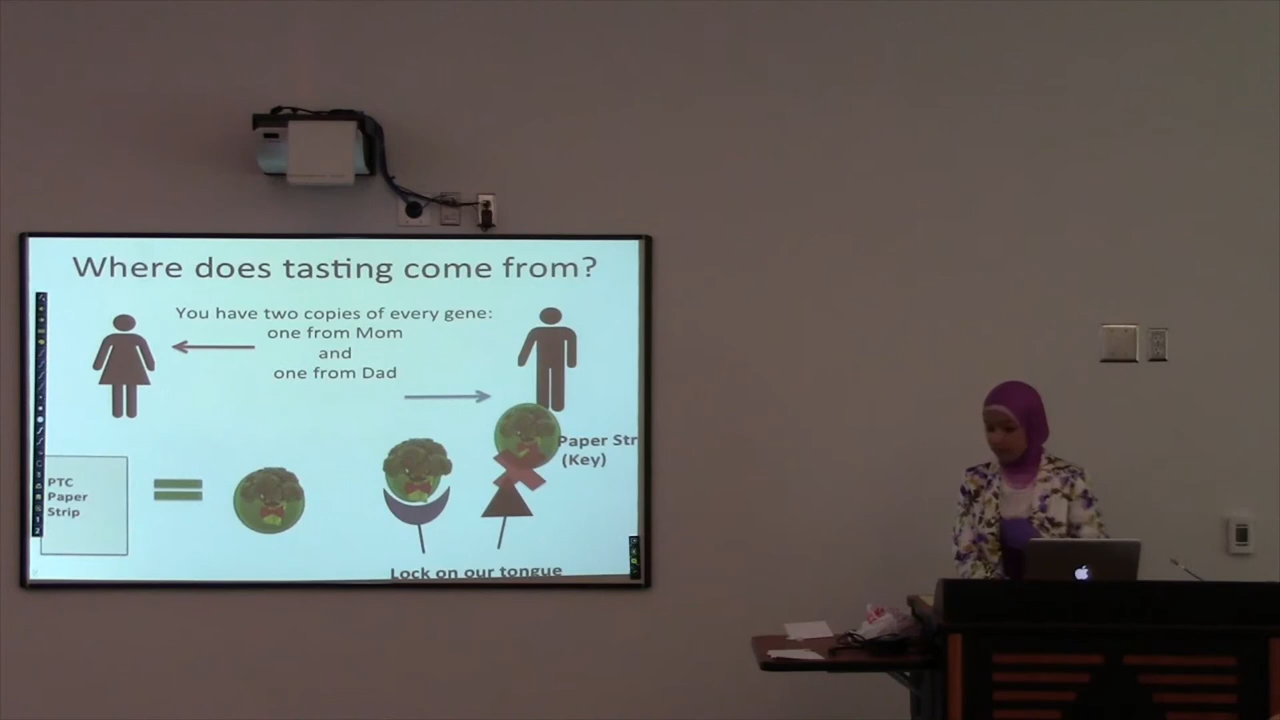 Where does tasting come from?
You have two copies of every gene:
one from Mom
and
one from Dad
Paper Str
(Key)
PTC
Paper
Strip
Lock on our tongue